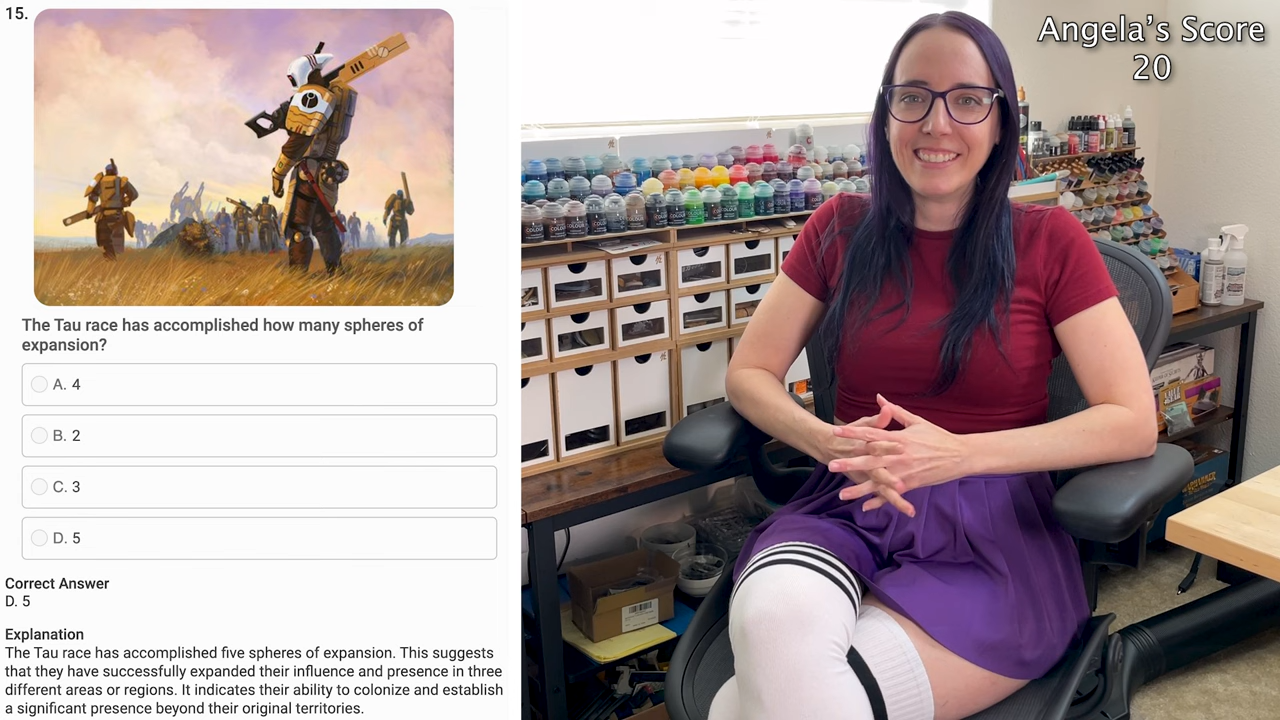 15.
The Tau race has accomplished how many spheres of
expansion?
A. 4
B. 2
C. 3
D. 5
Correct Answer
D. 5
Explanation
The Tau race has accomplished five spheres of expansion. This suggests
that they have successfully expanded their influence and presence in three
different areas or regions. It indicates their ability to colonize and establish
a significant presence beyond their original territories.
Angela's Score
20